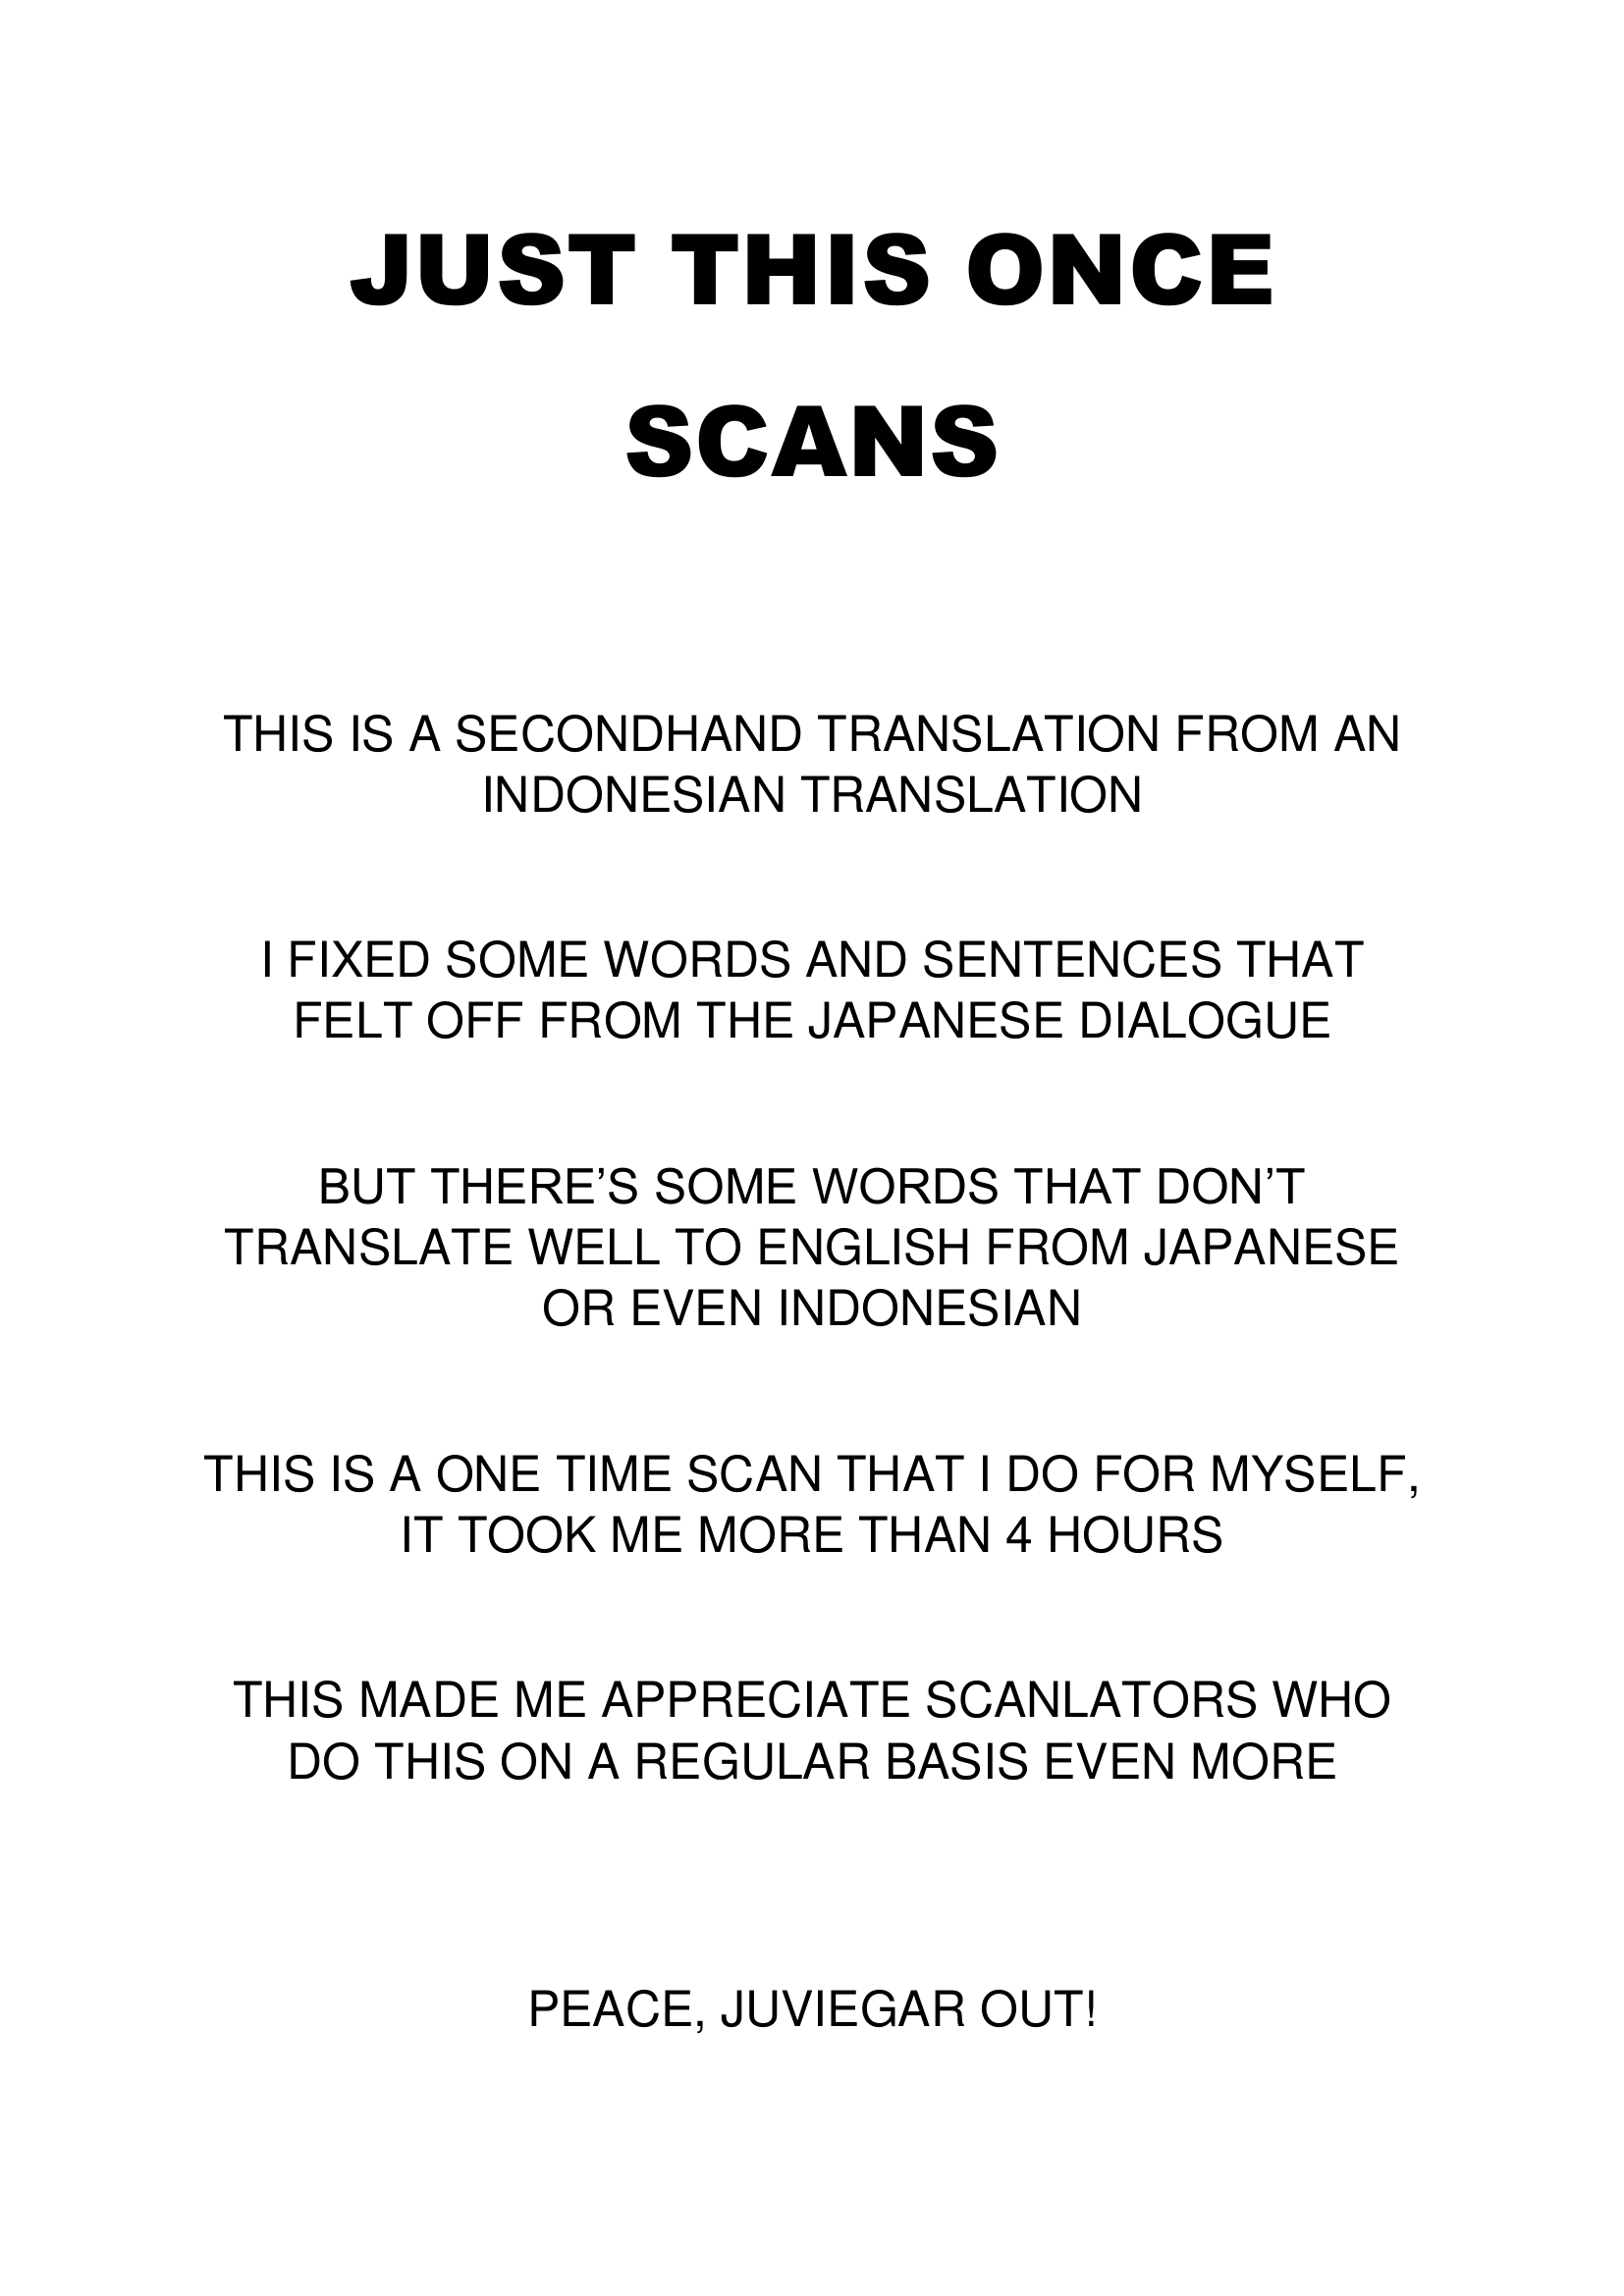 JUST THIS ONCE
SCANS
THIS IS A SECONDHAND TRANSLATION FROM AN
INDONESIAN TRANSLATION
I FIXED SOME WORDS AND SENTENCES THAT
FELT OFF FROM THE JAPANESE DIALOGUE
BUT THERE’S SOME WORDS THAT DON’T
TRANSLATE WELL TO ENGLISH FROM JAPANESE
OR EVEN INDONESIAN
THIS IS A ONE TIME SCAN THAT I DO FOR MYSELF,
IT TOOK ME MORE THAN 4 HOURS
THIS MADE ME APPRECIATE SCANLATORS WHO
DO THIS ON A REGULAR BASIS EVEN MORE
PEACE, JUVIEGAR OUT!